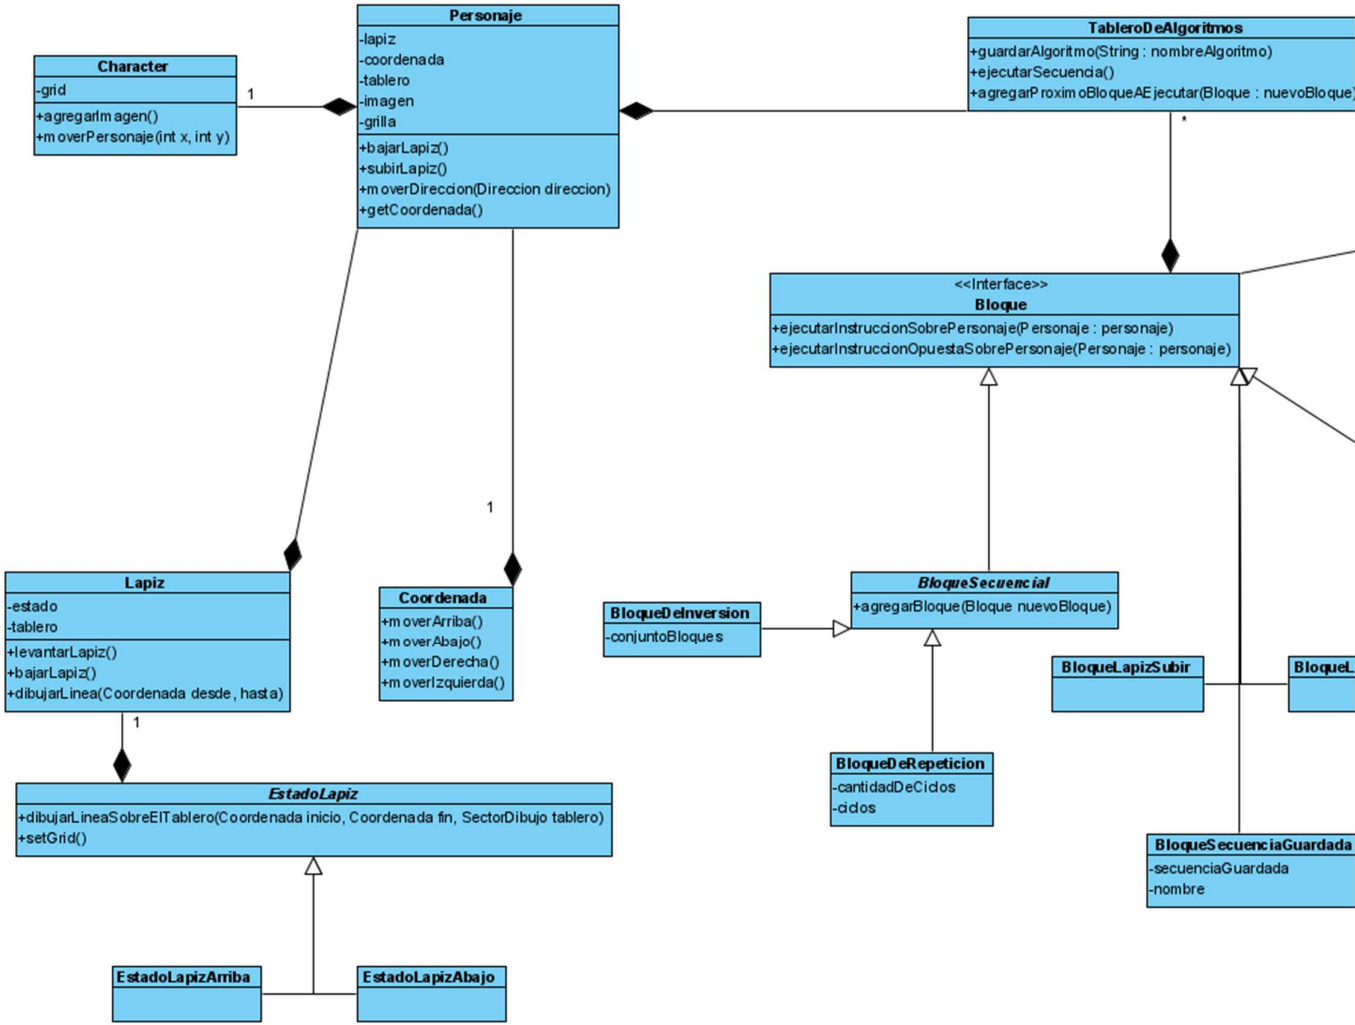 Personaje
-lapiz
-coordenada
-tablero
-imagen
-grilla
+bajarLapiz()
+subirLapiz()
+moverDireccion(Direccion direccion)
+getCoordenada()
TableroDeAlgoritmos
+guardarAlgoritmo(String : nombreAlgoritmo)
+ejecutarSecuencia()
+agregarProximoBloqueAEjecutar(Bloque : nuevoBloque)
*
Character
-grid
+agregarImagen()
+moverPersonaje(int x, int y)
1
<<Interface>>
Bloque
+ejecutarInstruccionSobrePersonaje(Personaje : personaje)
+ejecutarInstruccionOpuestaSobrePersonaje(Personaje : personaje)
1
Lapiz
-estado
-tablero
+levantarLapiz()
+bajarLapiz()
+dibujarLinea(Coordenada desde, hasta)
1
Coordenada
+moverArriba()
+moverAbajo()
+moverDerecha()
+moverIzquierda()
BloqueDeInversion
-conjuntoBloques
BloqueSecuencial
+agregarBloque(Bloque nuevoBloque)
BloqueLapizSubir
BloqueL
BloqueDeRepeticion
-cantidadDeCiclos
-ciclos
EstadoLapiz
+dibujarLineaSobreElTablero(Coordenada inicio, Coordenada fin, SectorDibujo tablero)
+setGrid()
BloqueSecuenciaGuardada
-secuenciaGuardada
-nombre
EstadoLapizArriba
EstadoLapizAbajo